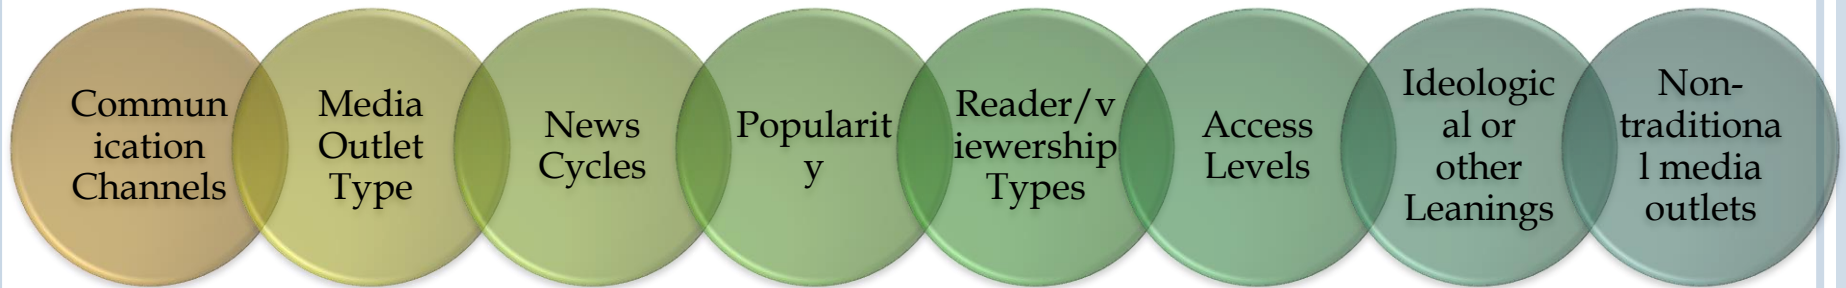 Commun
ication
Channels
Media
Outlet
Type
News
Cycles
Popularit
y
Reader/v
iewership
Types
Access
Levels
Ideologic
al or
other
Leanings
Non-
traditiona
l media
outlets